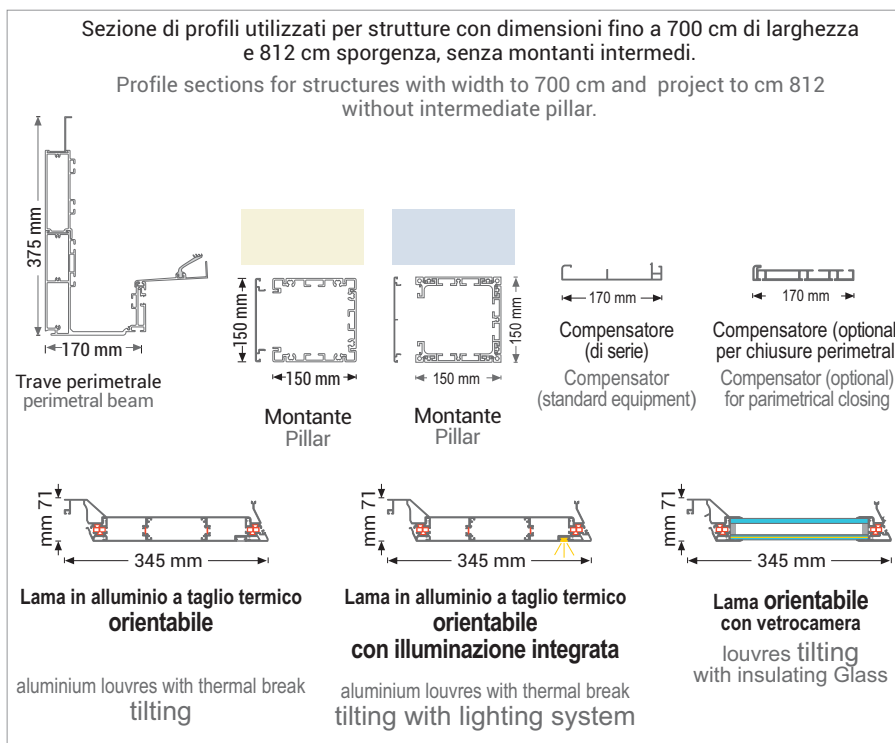 Sezione di profili utilizzati per strutture con dimensioni fino a 700 cm di larghezza
e 812 cm sporgenza, senza montanti intermedi.
Profile sections for structures with width to 700 cm and project to cm 812
without intermediate pillar.
375 mm
170 mm
Trave perimetrale
perimetral beam
150 mm
150 mm
Montante
Pillar
150 mm
150 mm
Montante
Pillar
170 mm
Compensatore
(di serie)
Compensator
(standard equipment)
170 mm
Compensatore (optional
per chiusure perimetral
Compensator (optional)
for parimetrical closing
mm 71
345 mm
Lama in alluminio a taglio termico
orientabile
aluminium louvres with thermal break
tilting
mm 71
345 mm
Lama in alluminio a taglio termico
orientabile
con illuminazione integrata
aluminium louvres with thermal break
tilting with lighting system
mm 71
345 mm
Lama orientabile
con vetrocamera
louvres tilting
with insulating Glass